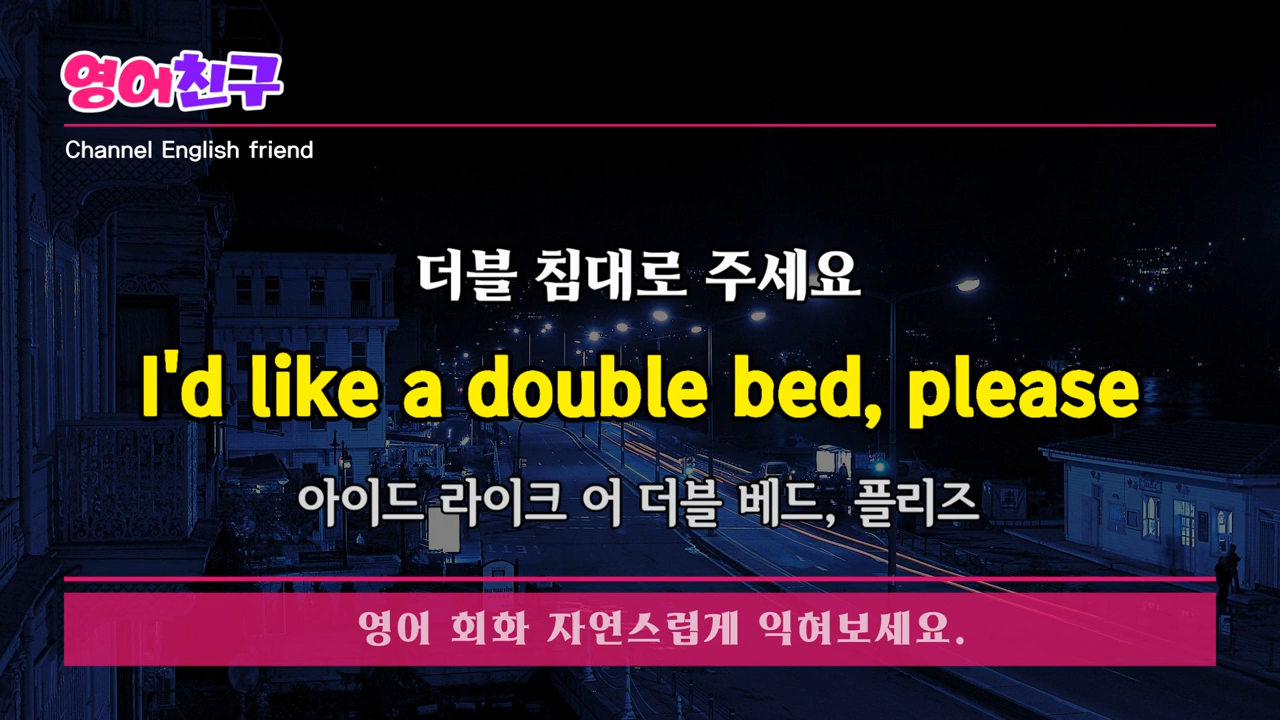 영어친구
Channel English friend
더블 침대로 주세요
I'd like a double bed, please
아이드 라이크 어 더블 베드, 플리즈
영어 회화 자연스럽게 익혀보세요.